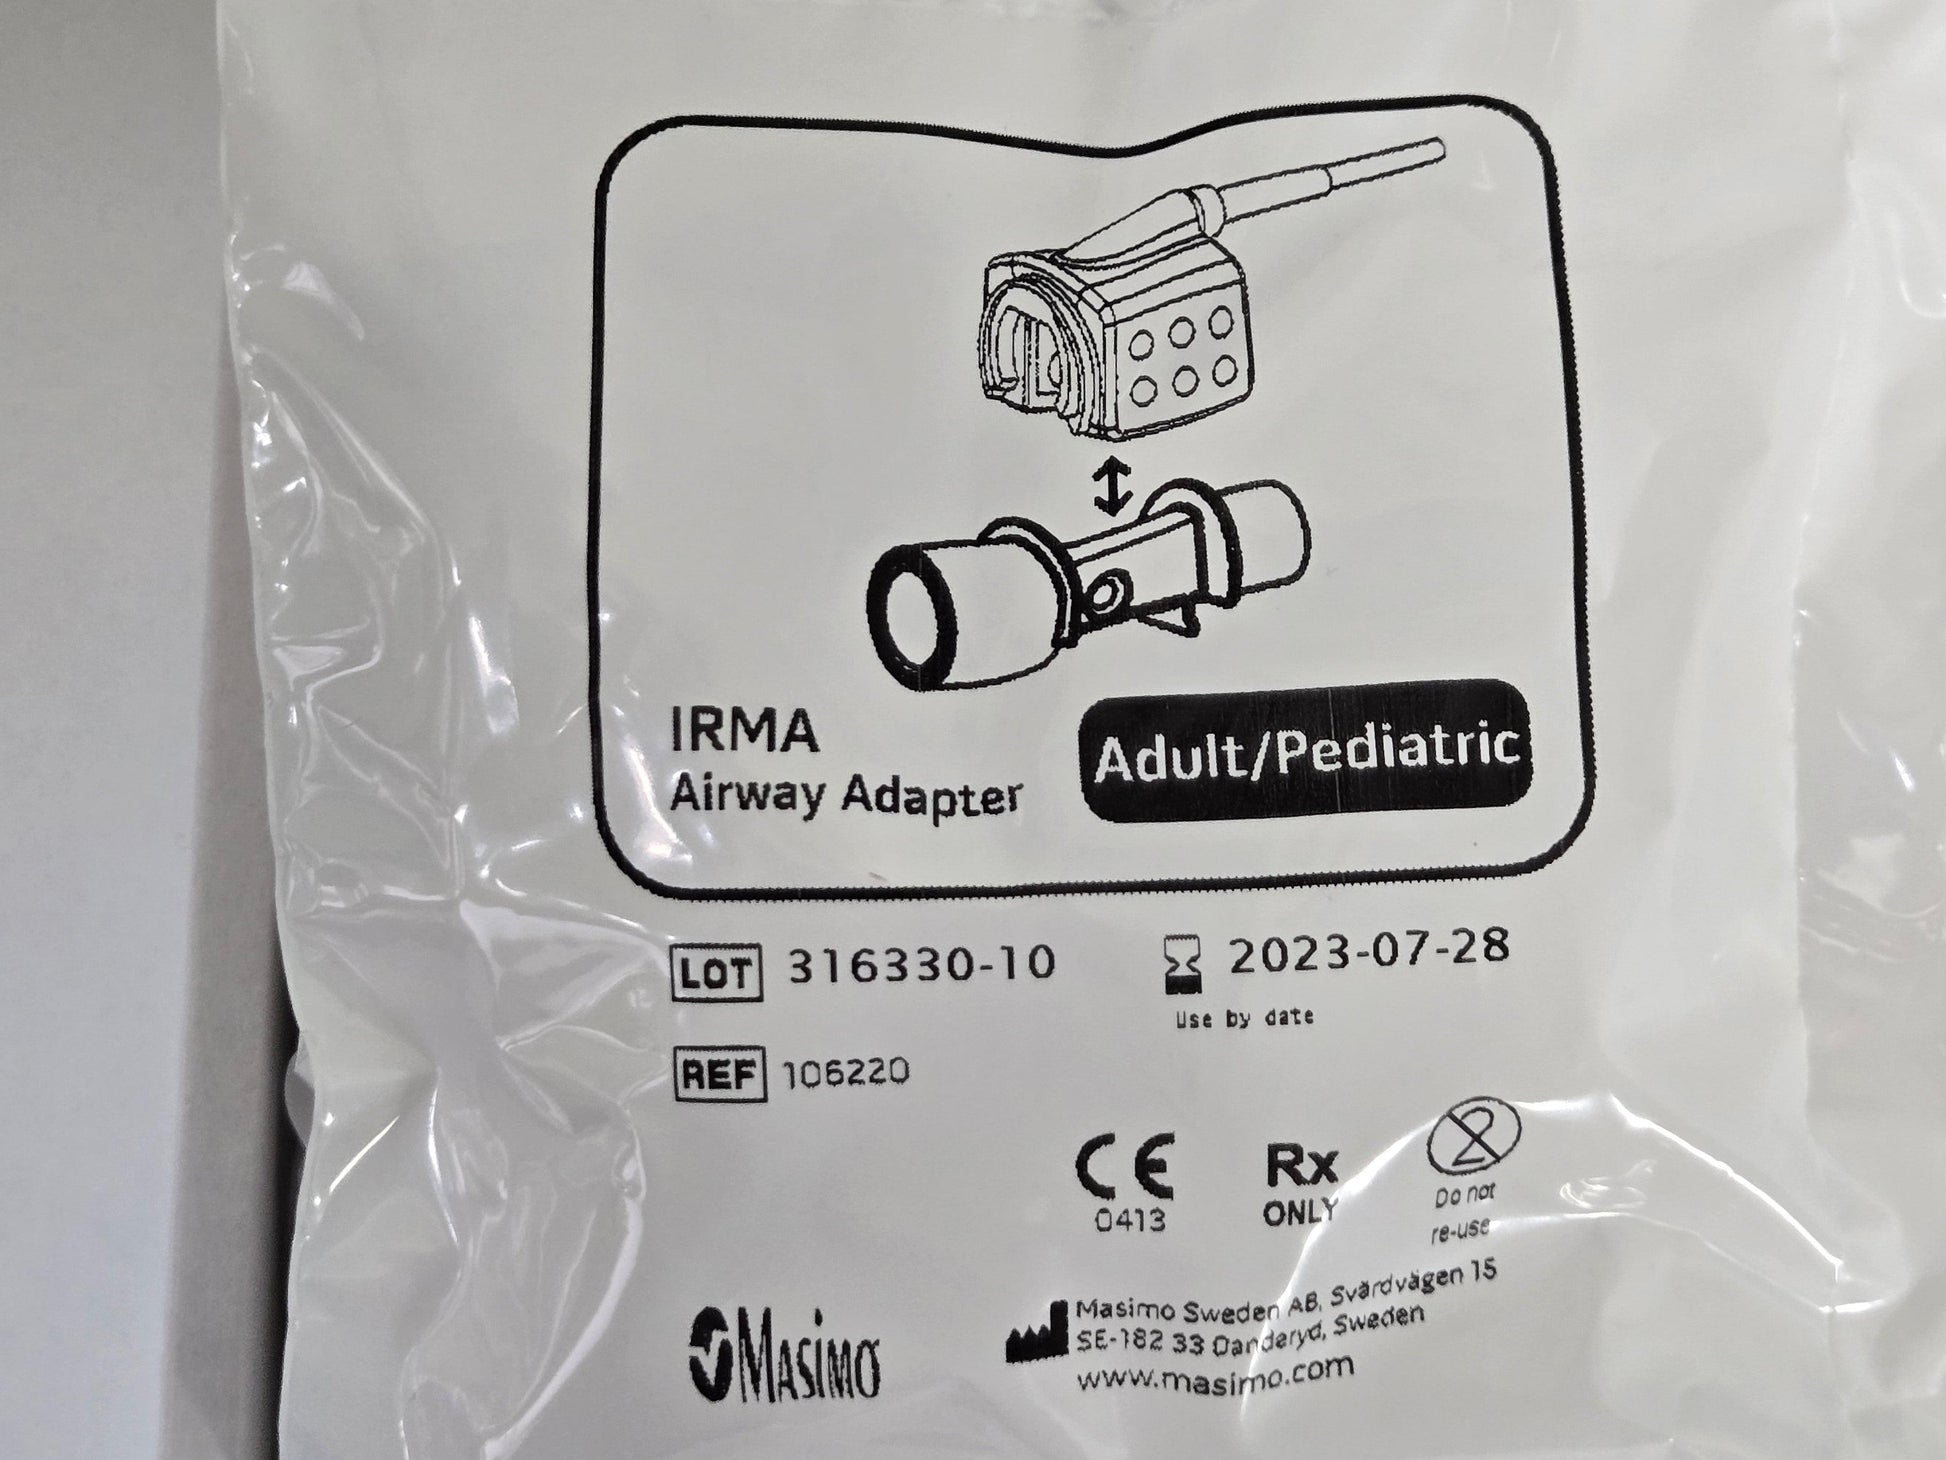 IRMA
Airway Adapter
Adult/Pediatric
LOT 316330-10
2023-07-28
Use by date
REF 106220
CE
0413
Rx
ONLY
2
Do not
re-use
Masimo
Masimo Sweden AB, Svärdvägen 15
SE-182 33 Danderyd, Sweden
www.masimo.com